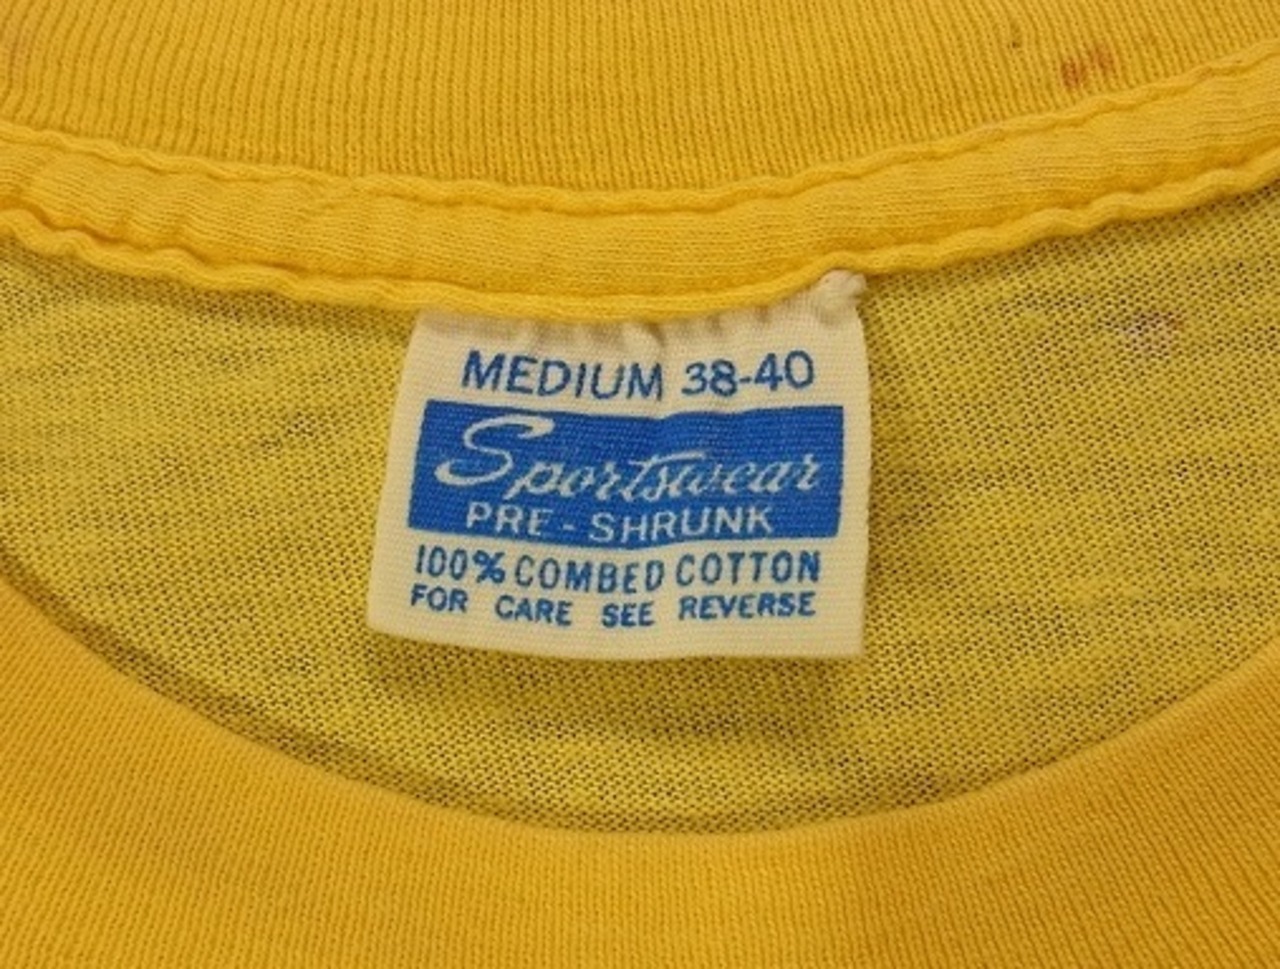 MEDIUM 38-40
Sportswear
PRE-SHRUNK
100% COMBED COTTON
FOR CARE SEE REVERSE